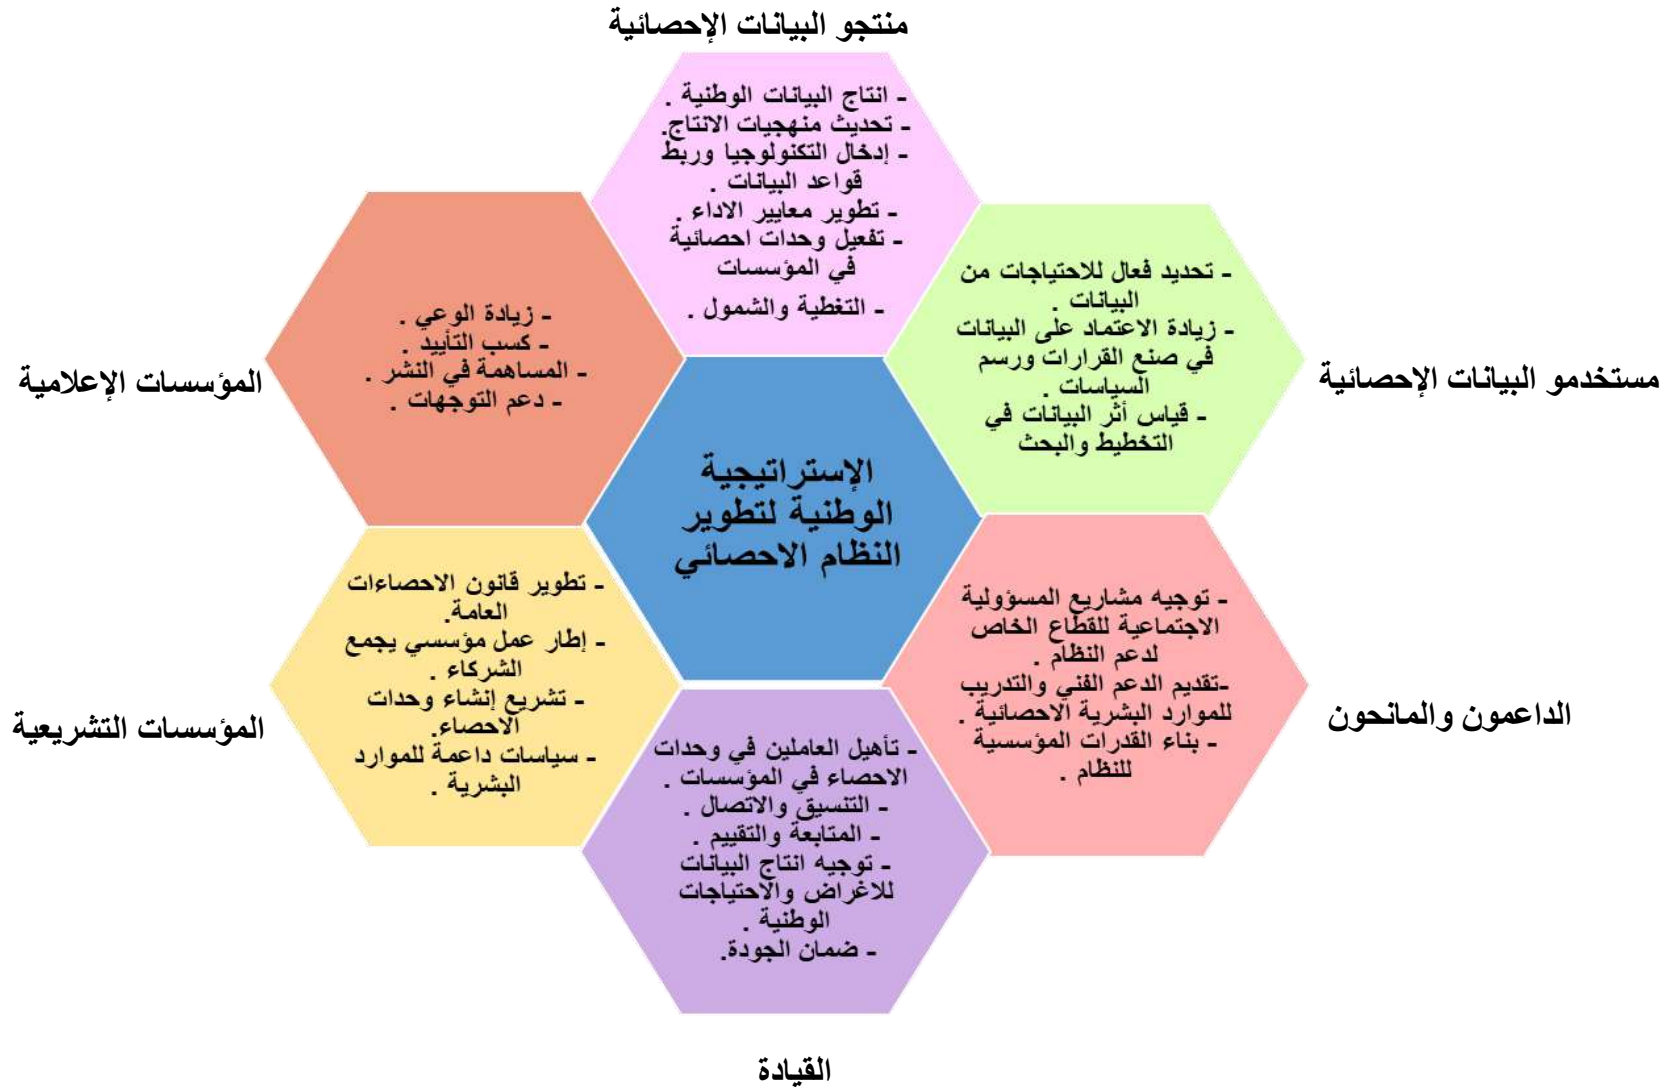 منتجو البيانات الإحصائية
- انتاج البيانات الوطنية .
- تحديث منهجيات الانتاج.
- إدخال التكنولوجيا وربط
قواعد البيانات .
- تطوير معايير الاداء .
- تفعيل وحدات احصائية
في المؤسسات
- التغطية والشمول .
مستخدمو البيانات الإحصائية
- تحديد فعال للاحتياجات من
البيانات .
- زيادة الاعتماد على البيانات
في صنع القرارات ورسم
السياسات .
- قياس أثر البيانات في
التخطيط والبحث
المؤسسات الإعلامية
- زيادة الوعي .
- كسب التأييد .
- المساهمة في النشر .
- دعم التوجهات .
الإستراتيجية
الوطنية لتطوير
النظام الاحصائي
الداعمون والمانحون
- توجيه مشاريع المسؤولية
الاجتماعية للقطاع الخاص
لدعم النظام .
-تقديم الدعم الفني والتدريب
للموارد البشرية الاحصائية .
- بناء القدرات المؤسسية
للنظام .
المؤسسات التشريعية
- تطوير قانون الاحصاءات
العامة.
- إطار عمل مؤسسي يجمع
الشركاء .
- تشريع إنشاء وحدات
الاحصاء.
- سياسات داعمة للموارد
البشرية .
- تأهيل العاملين في وحدات
الاحصاء في المؤسسات .
- التنسيق والاتصال .
- المتابعة والتقييم .
- توجيه انتاج البيانات
للاغراض والاحتياجات
الوطنية .
- ضمان الجودة.
القيادة